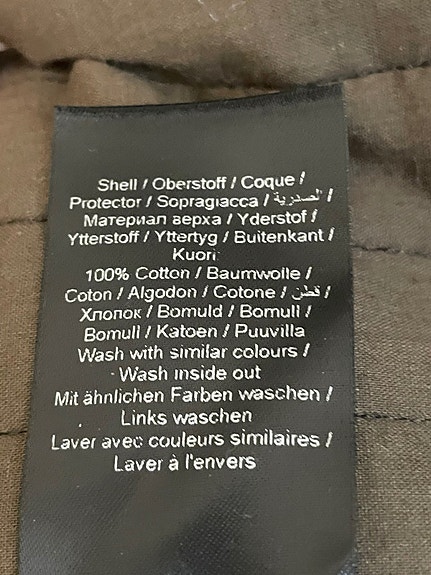 Shell / Oberstoff / Coque /
Protector / Sopragiacca / الصدرية /
Материал верха / Yderstof /
Ytterstoff / Yttertyg / Buitenkant /
Kuori
100% Cotton / Baumwolle /
Coton / Algodon / Cotone / قطن /
Хлопок / Bomuld / Bomull /
Bomull / Katoen / Puuvilla
Wash with similar colours /
Wash inside out
Mit ähnlichen Farben waschen /
Links waschen
Laver avec couleurs similaires /
Laver à l'envers